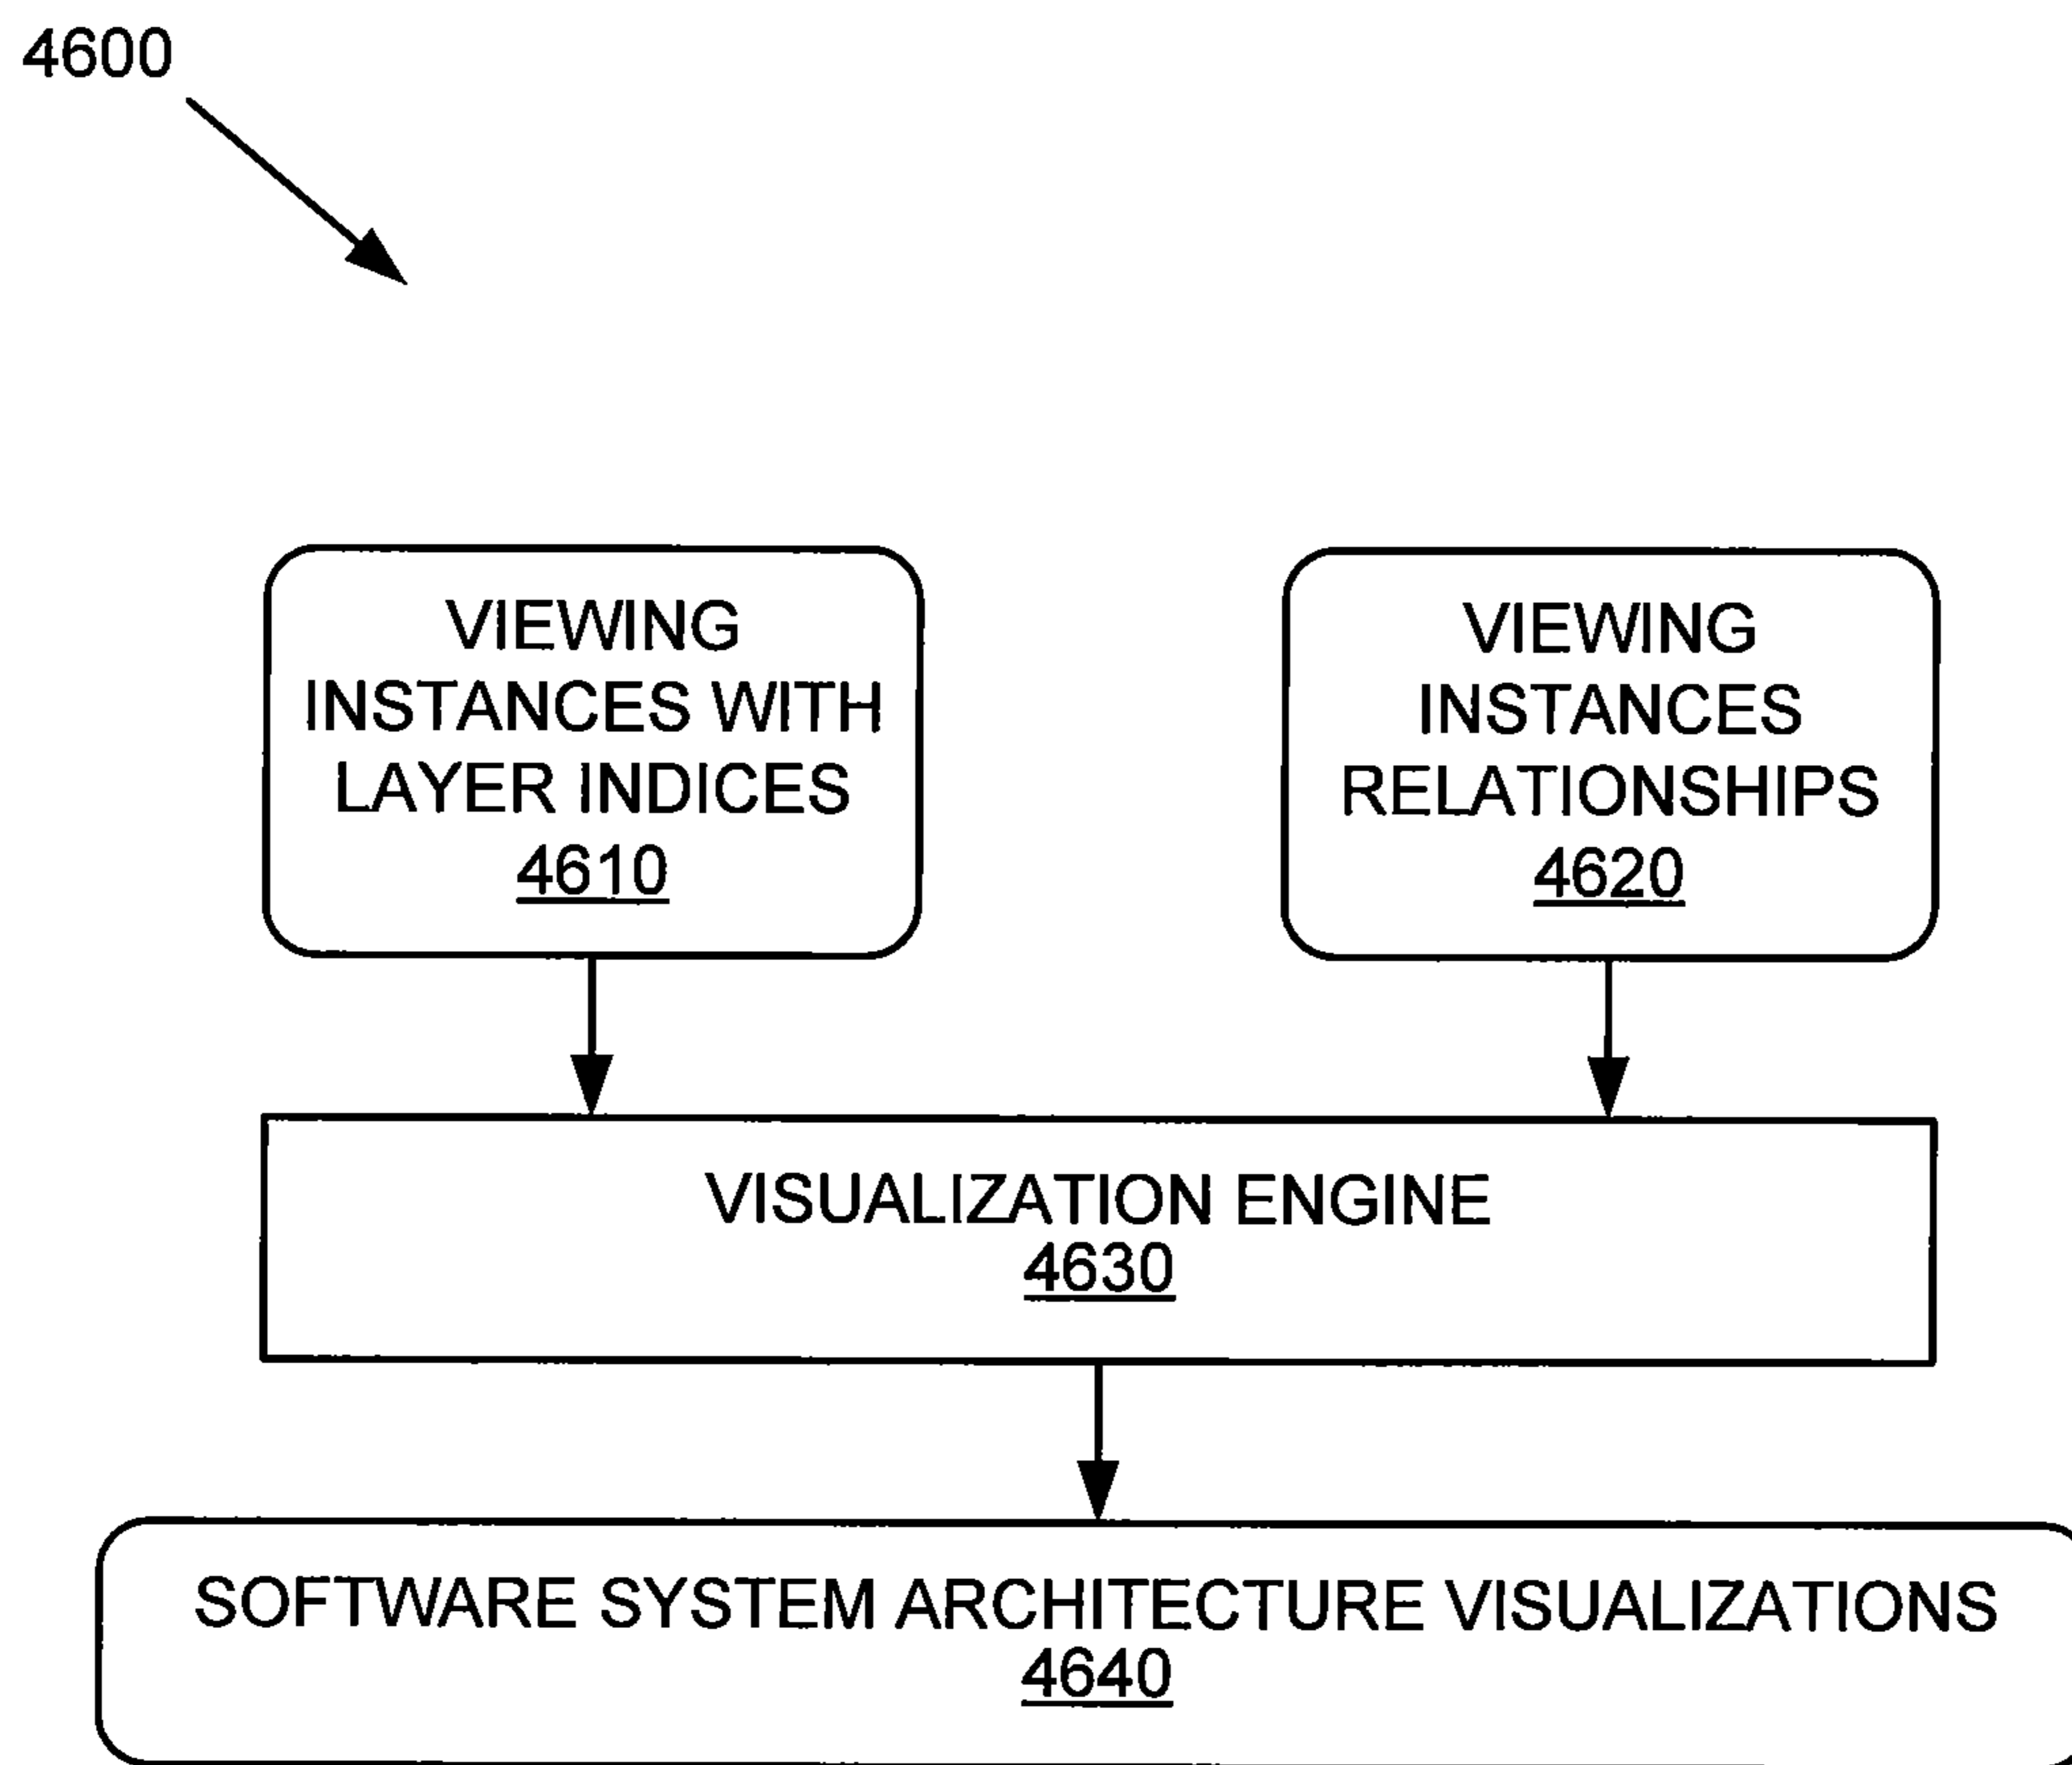 4600
VIEWING
INSTANCES WITH
LAYER INDICES
4610
VIEWING
INSTANCES
RELATIONSHIPS
4620
VISUALIZATION ENGINE
4630
SOFTWARE SYSTEM ARCHITECTURE VISUALIZATIONS
4640